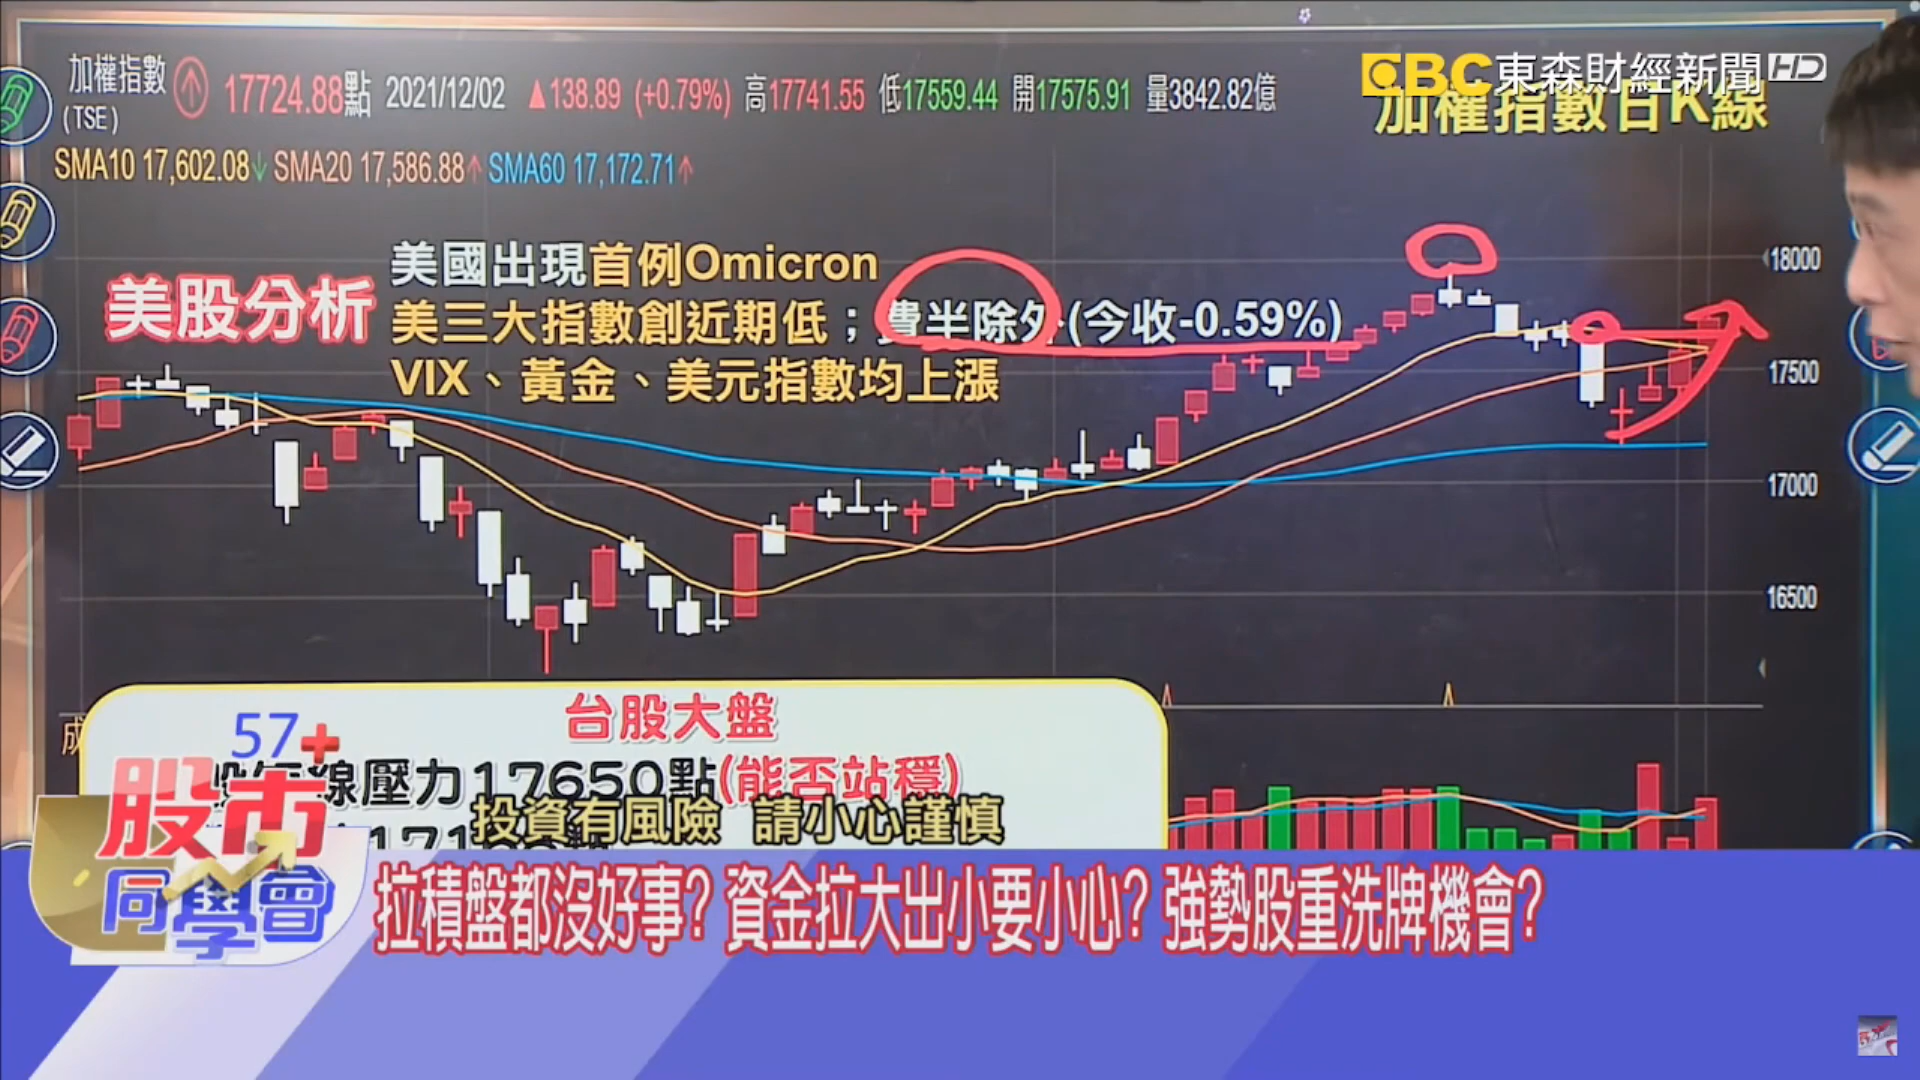 加權指數 17724.88點 2021/12/02 ▲138.89 (+0.79%) 高17741.55 低17559.44 開17575.91 量3842.82億
(TSE)
EBC 東森財經新聞 HD
加權指數日K線
SMA10 17,602.08↓ SMA20 17,586.88↑ SMA60 17,172.71↑
美股分析
美國出現首例Omicron
美三大指數創近期低；費半除外(今收-0.59%)
VIX、黃金、美元指數均上漲
18000
17500
17000
16500
成
台股大盤
線壓力17650點(能否站穩)
投資有風險 請小心謹慎
57+
股市
同學會
拉積盤都沒好事? 資金拉大出小要小心? 強勢股重洗牌機會?